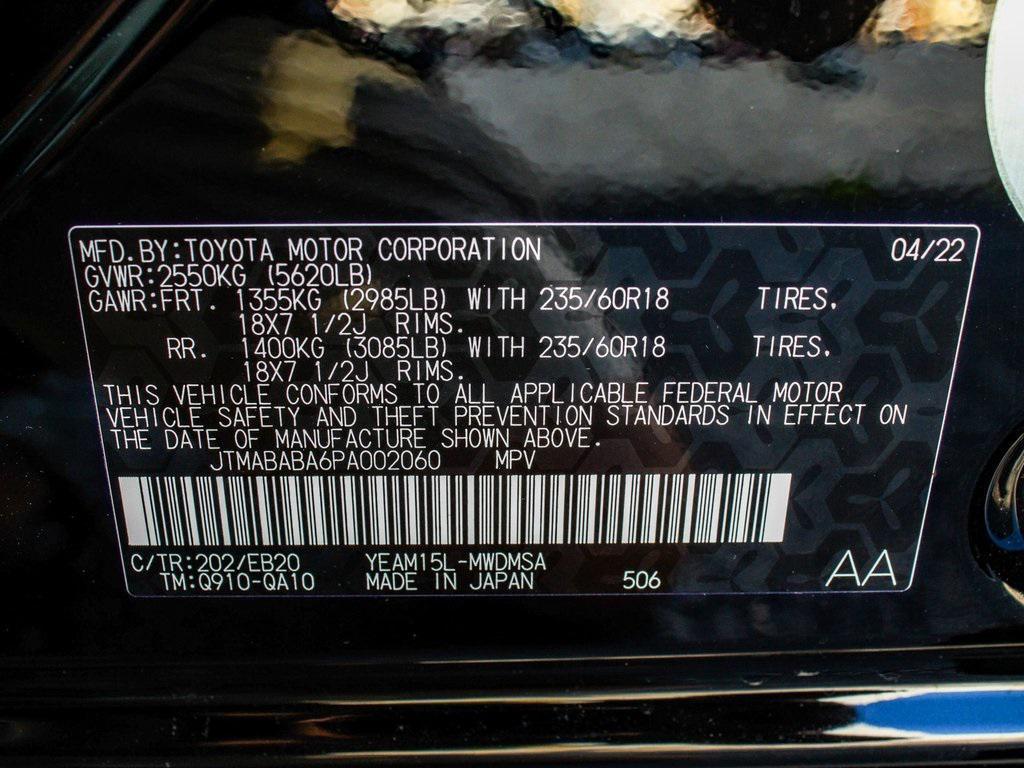 MFD.BY:TOYOTA MOTOR CORPORATION 04/22
GVWR:2550KG (5620LB)
GAWR:FRT. 1355KG (2985LB) WITH 235/60R18 TIRES,
18X7 1/2J RIMS.
RR. 1400KG (3085LB) WITH 235/60R18 TIRES,
18X7 1/2J RIMS.
THIS VEHICLE CONFORMS TO ALL APPLICABLE FEDERAL MOTOR
VEHICLE SAFETY AND THEFT PREVENTION STANDARDS IN EFFECT ON
THE DATE OF MANUFACTURE SHOWN ABOVE.
JTMABABA6PA002060 MPV
C/TR:202/EB20 YEAM15L-MWDMSA
TM:Q910-QA10 MADE IN JAPAN 506 AA